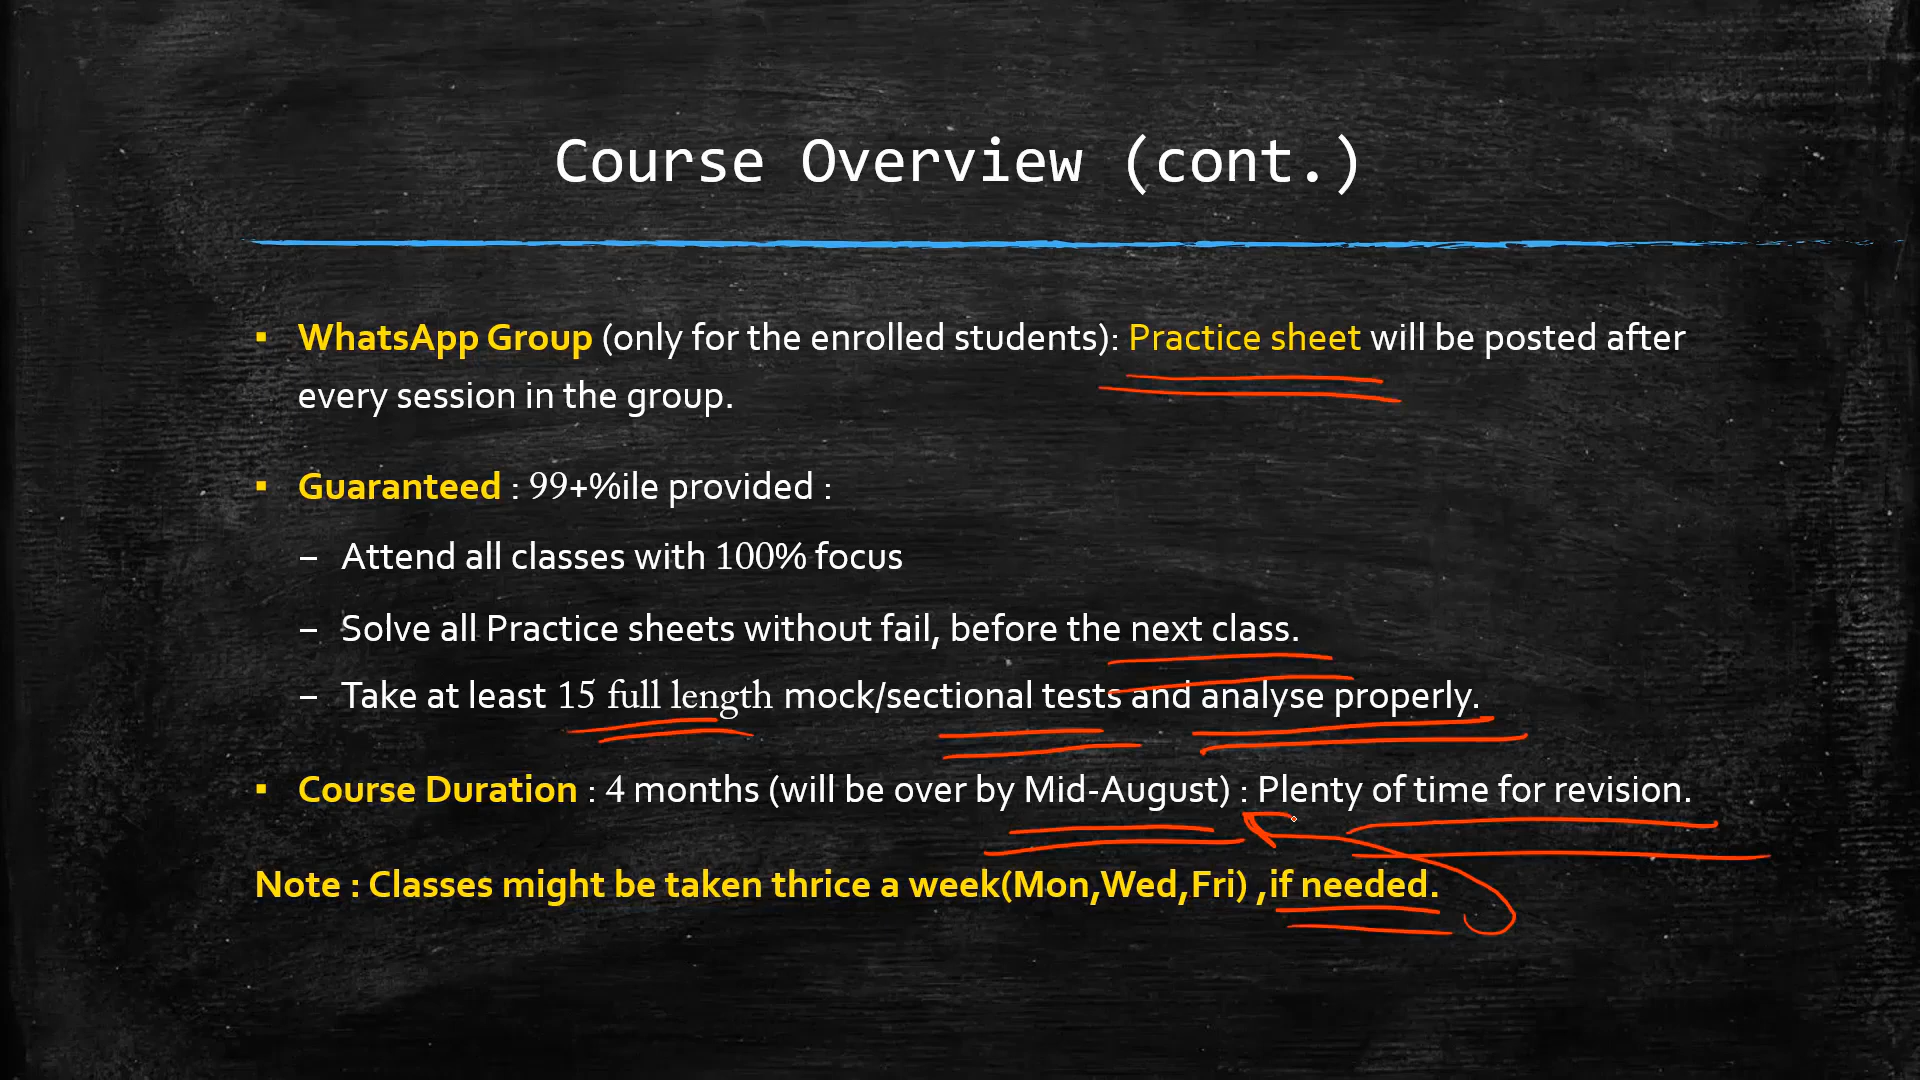 Course Overview (cont.)
▪ WhatsApp Group (only for the enrolled students): Practice sheet will be posted after
every session in the group.
▪ Guaranteed : 99+%ile provided :
– Attend all classes with 100% focus
– Solve all Practice sheets without fail, before the next class.
– Take at least 15 full length mock/sectional tests and analyse properly.
▪ Course Duration : 4 months (will be over by Mid-August) : Plenty of time for revision.
Note : Classes might be taken thrice a week(Mon,Wed,Fri) ,if needed.